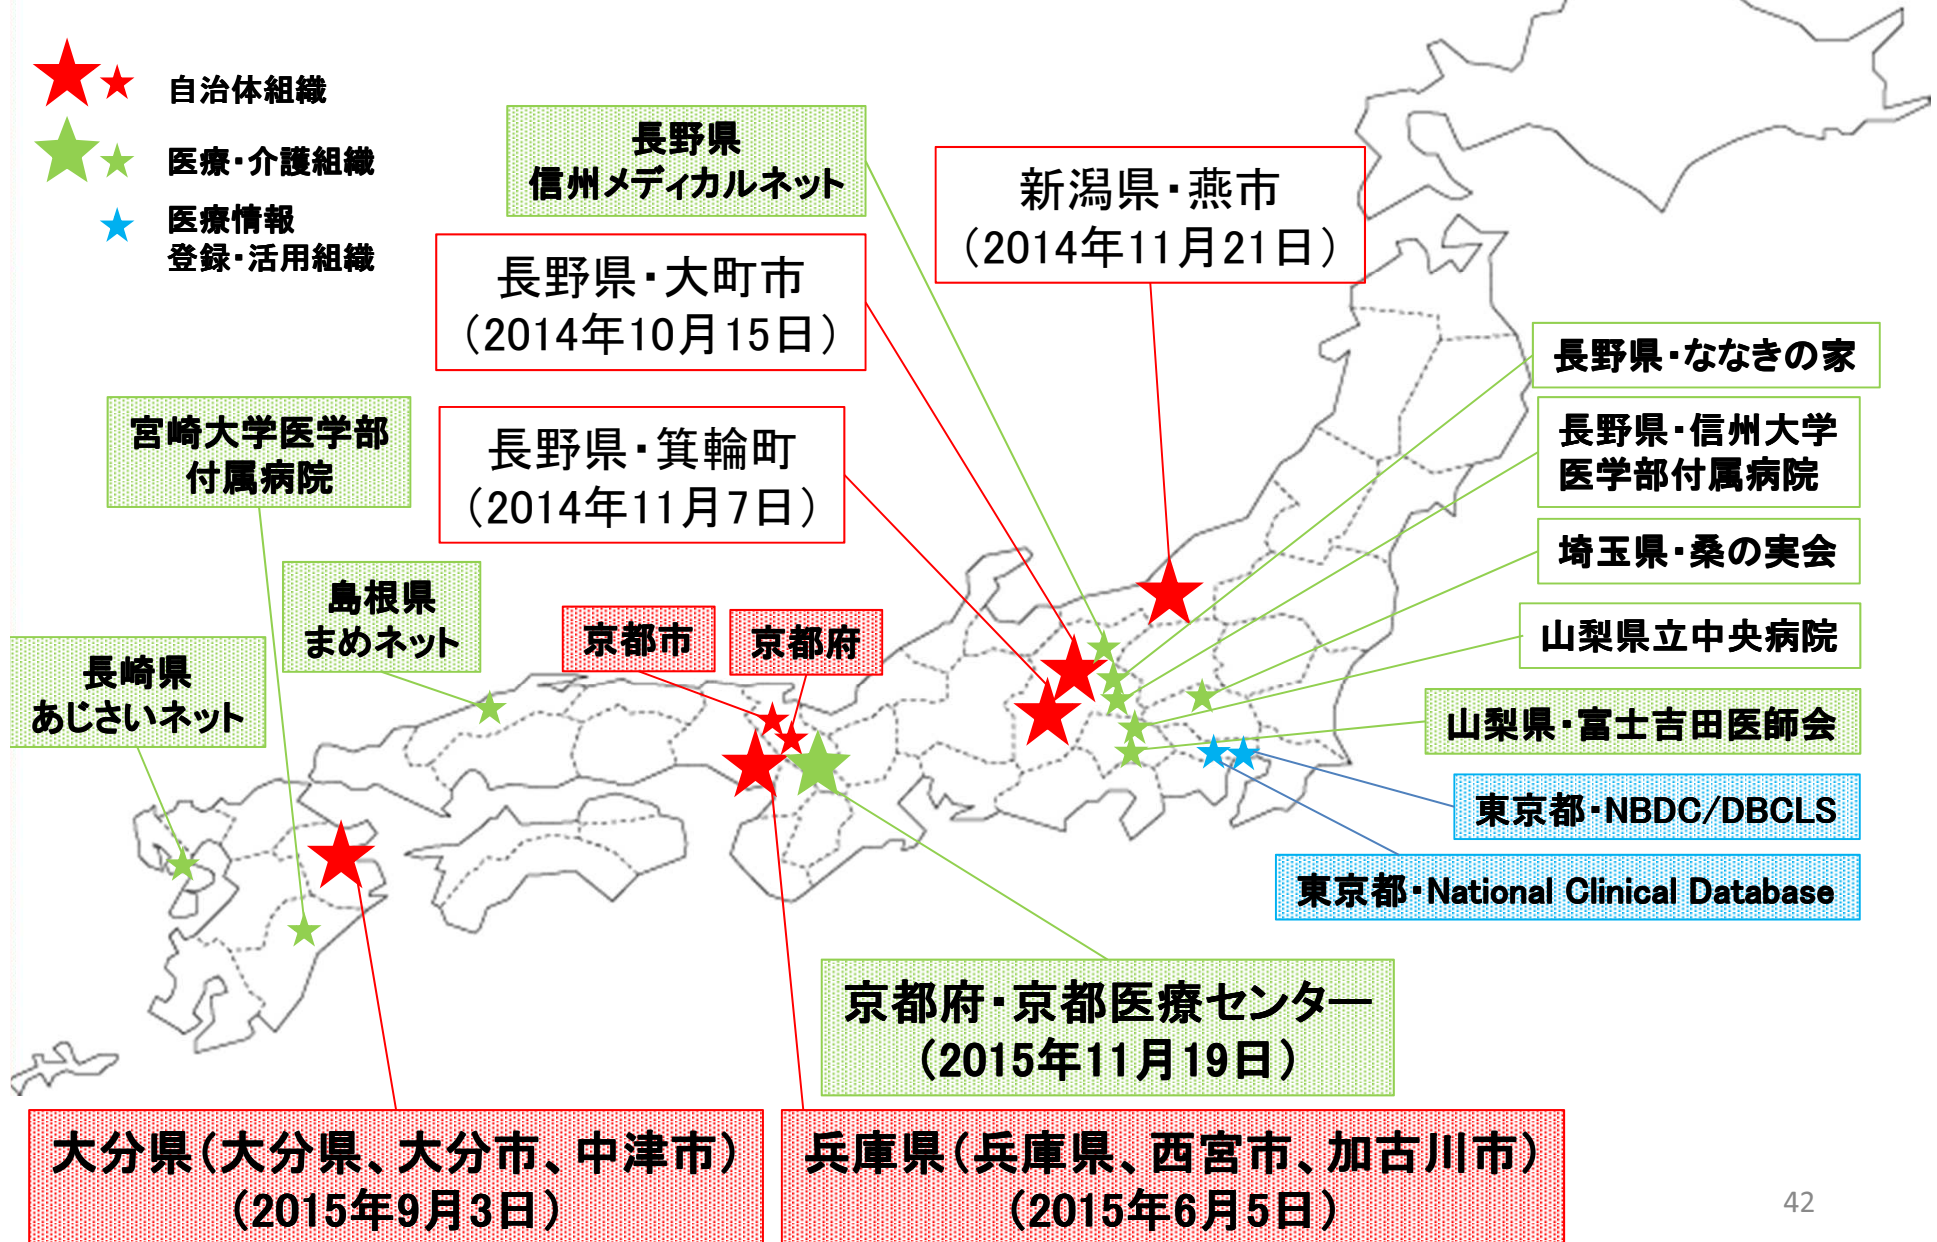 自治体組織
医療・介護組織
医療情報
登録・活用組織
長野県
信州メディカルネット
新潟県・燕市
（2014年11月21日）
長野県・大町市
（2014年10月15日）
長野県・ななきの家
宮崎大学医学部
付属病院
長野県・箕輪町
（2014年11月7日）
長野県・信州大学
医学部付属病院
埼玉県・桑の実会
島根県
まめネット
京都市
京都府
山梨県立中央病院
長崎県
あじさいネット
山梨県・富士吉田医師会
東京都・NBDC/DBCLS
東京都・National Clinical Database
京都府・京都医療センター
（2015年11月19日）
大分県（大分県、大分市、中津市）
（2015年9月3日）
兵庫県（兵庫県、西宮市、加古川市）
（2015年6月5日）
42